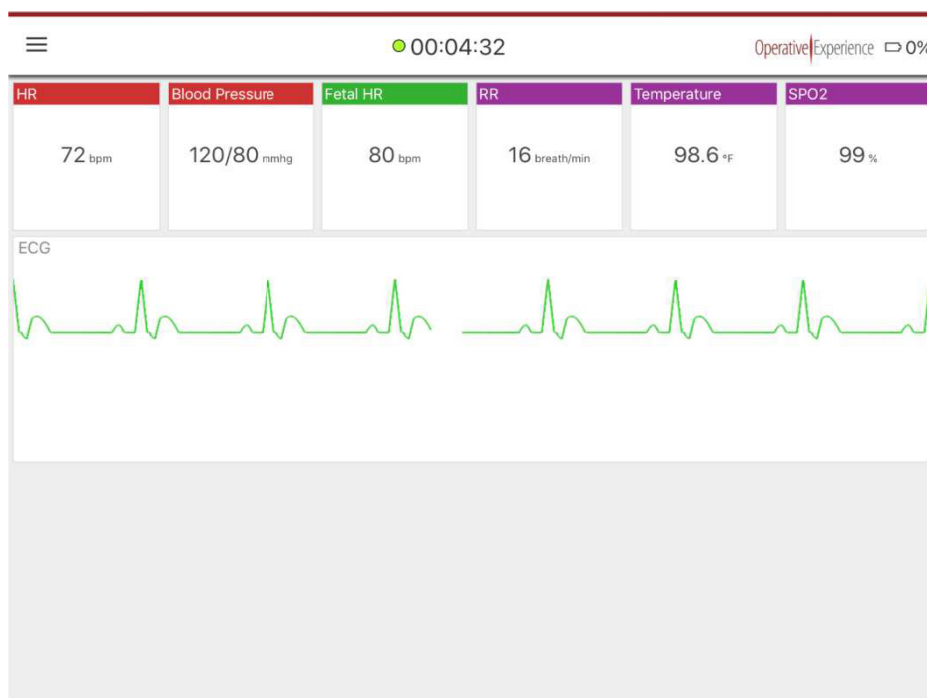 00:04:32
Operative Experience 0%
HR
Blood Pressure
Fetal HR
RR
Temperature
SPO2
72 bpm
120/80 nmhg
80 bpm
16 breath/min
98.6 °F
99 %
ECG